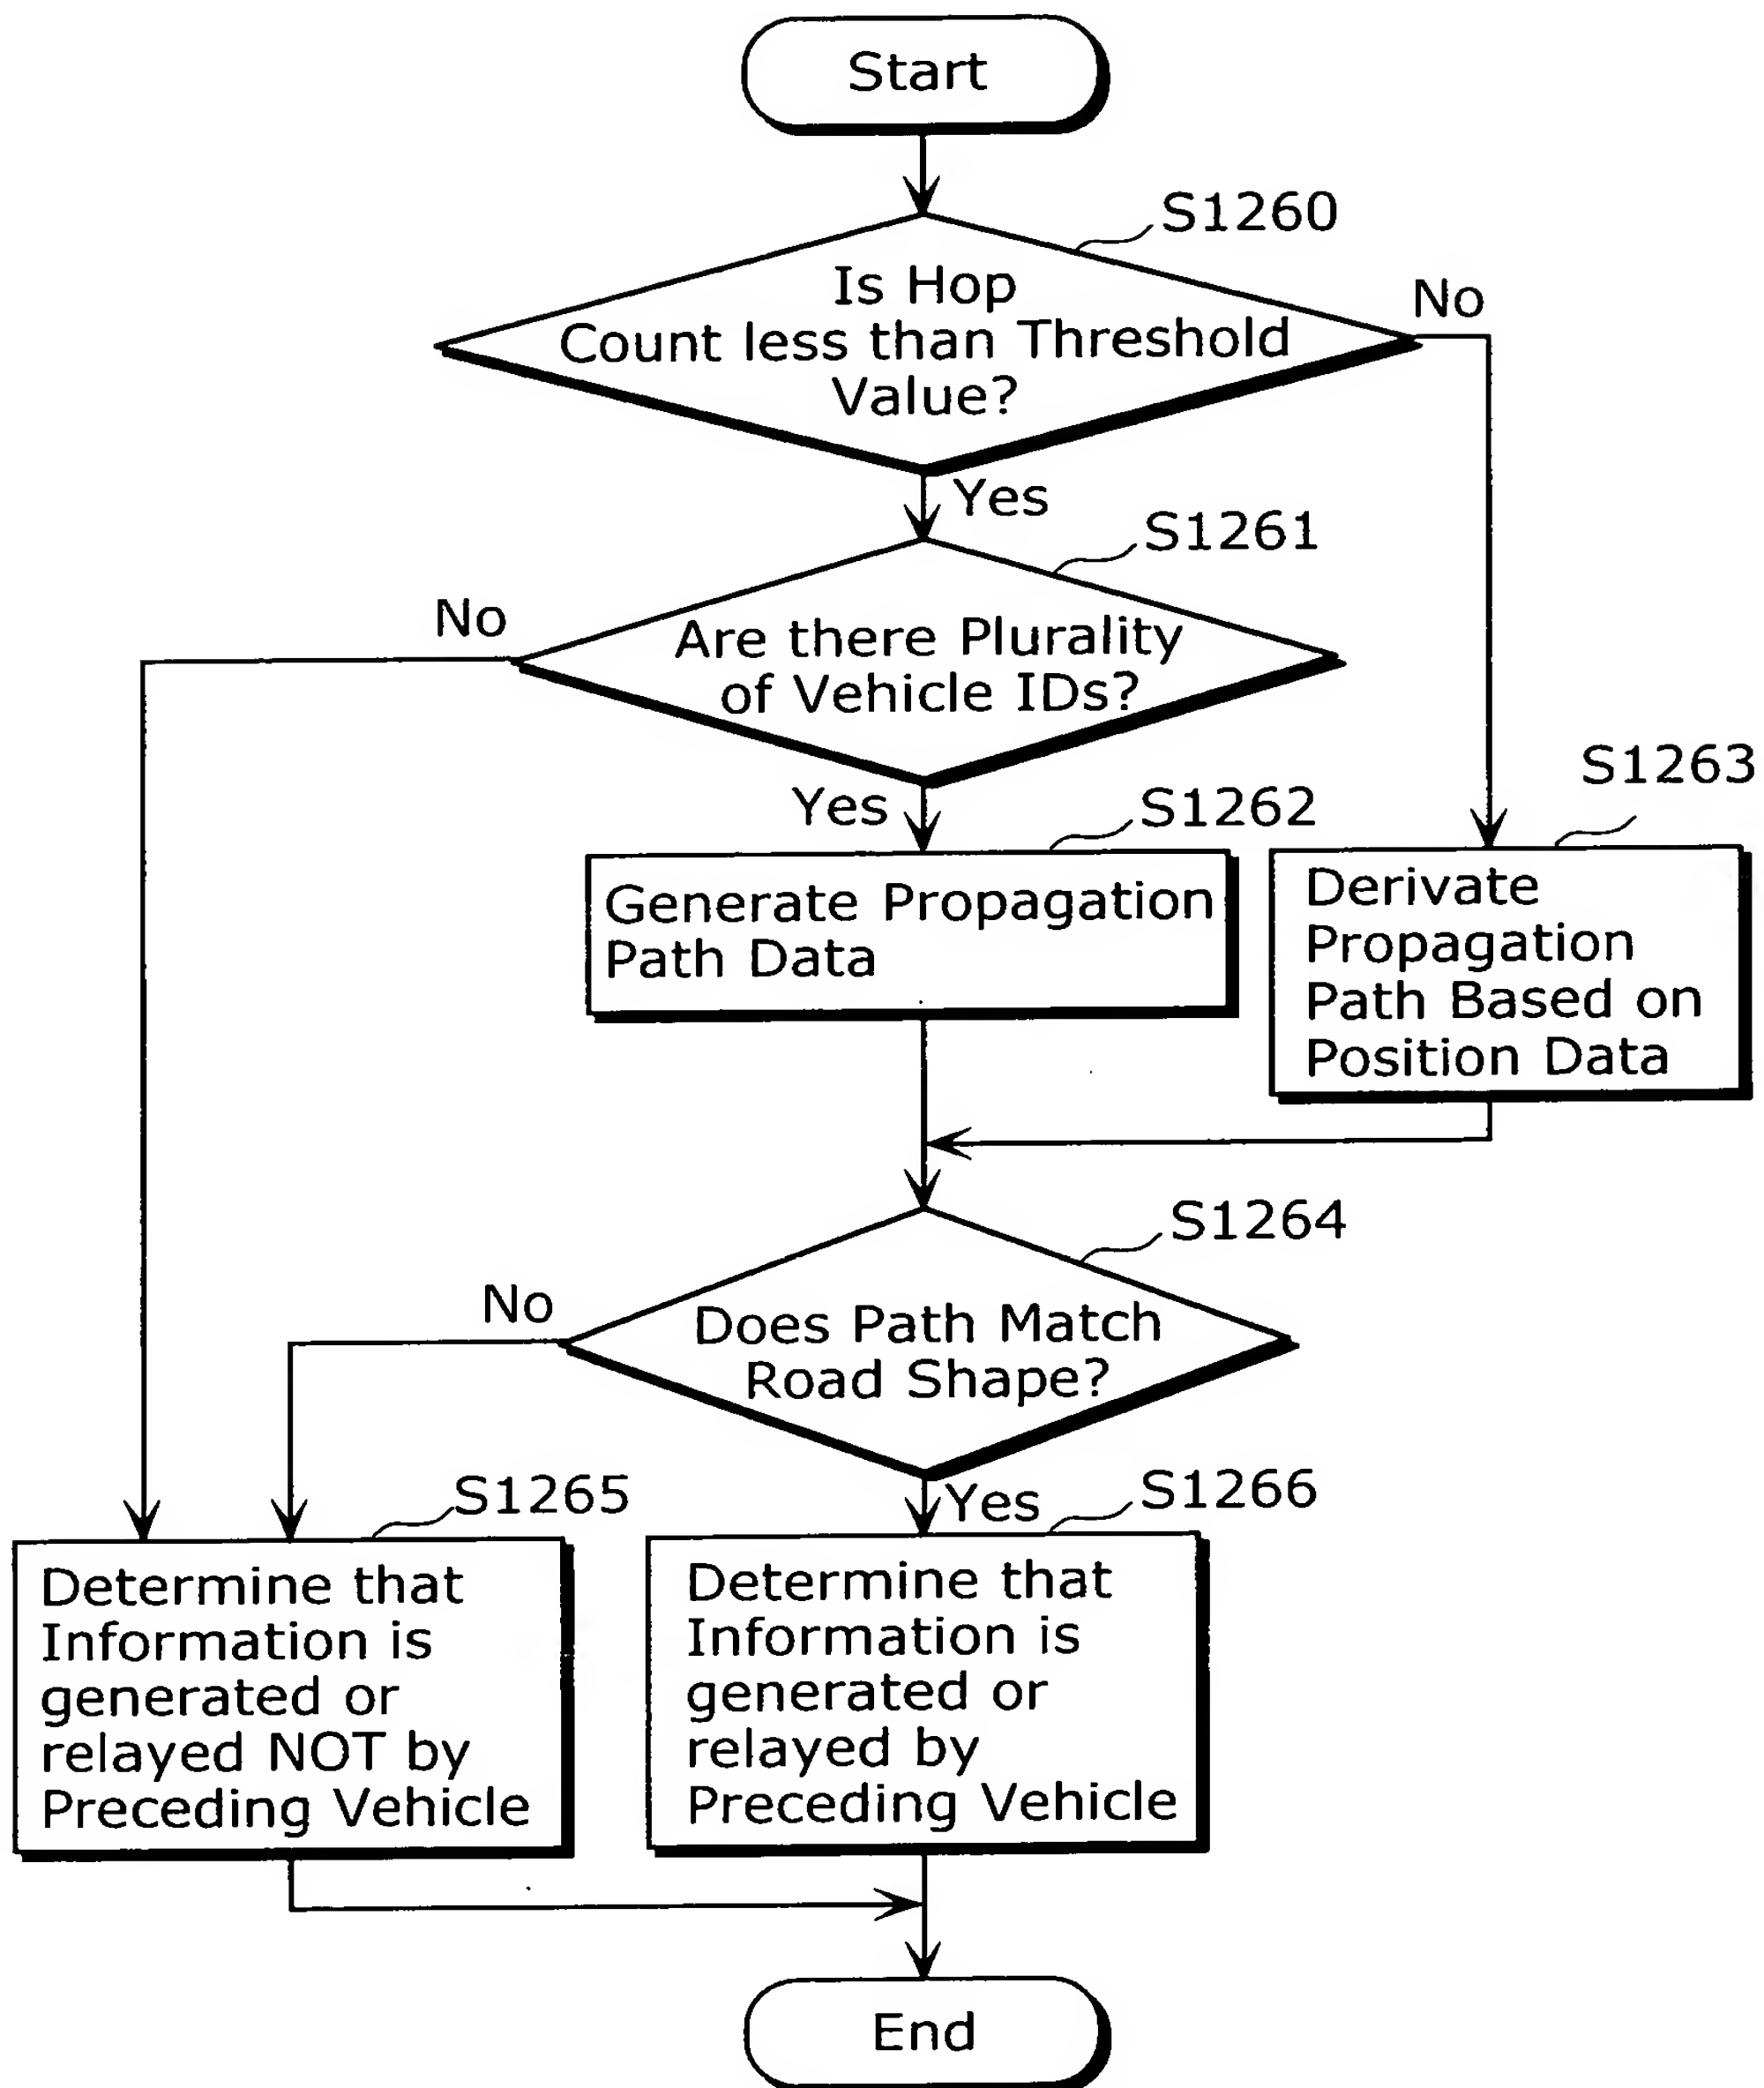 Start
S1260
Is Hop
Count less than Threshold
Value?
No
Yes
S1261
No
Are there Plurality
of Vehicle IDs?
Yes
S1262
S1263
Generate Propagation
Path Data
Derivate
Propagation
Path Based on
Position Data
S1264
No
Does Path Match
Road Shape?
Yes
S1265
S1266
Determine that
Information is
generated or
relayed NOT by
Preceding Vehicle
Determine that
Information is
generated or
relayed by
Preceding Vehicle
End